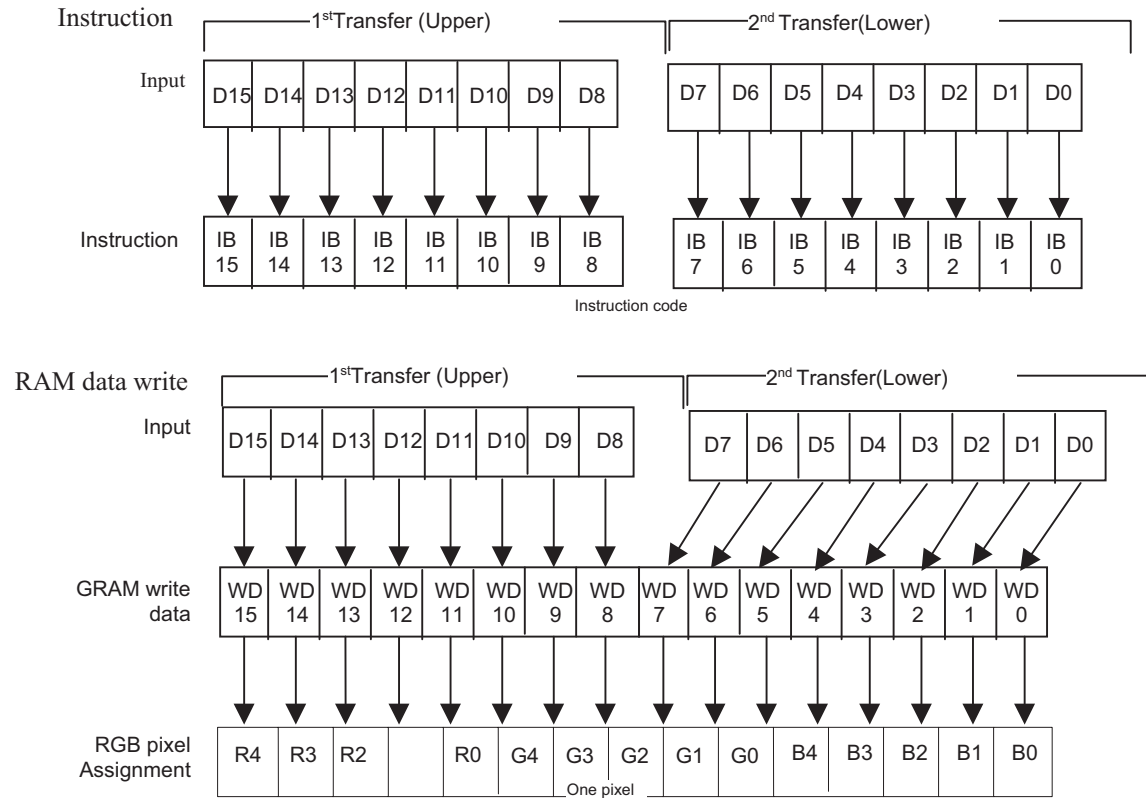 Instruction
1stTransfer (Upper) 2nd Transfer(Lower)
Input
D15 D14 D13 D12 D11 D10 D9 D8 D7 D6 D5 D4 D3 D2 D1 D0
Instruction
IB IB IB IB IB IB IB IB IB IB IB IB IB IB IB IB
15 14 13 12 11 10 9 8 7 6 5 4 3 2 1 0
Instruction code
RAM data write
1stTransfer (Upper) 2nd Transfer(Lower)
Input
D15 D14 D13 D12 D11 D10 D9 D8 D7 D6 D5 D4 D3 D2 D1 D0
GRAM write
data
WD WD WD WD WD WD WD WD WD WD WD WD WD WD WD WD
15 14 13 12 11 10 9 8 7 6 5 4 3 2 1 0
RGB pixel
Assignment
R4 R3 R2 R0 G4 G3 G2 G1 G0 B4 B3 B2 B1 B0
One pixel